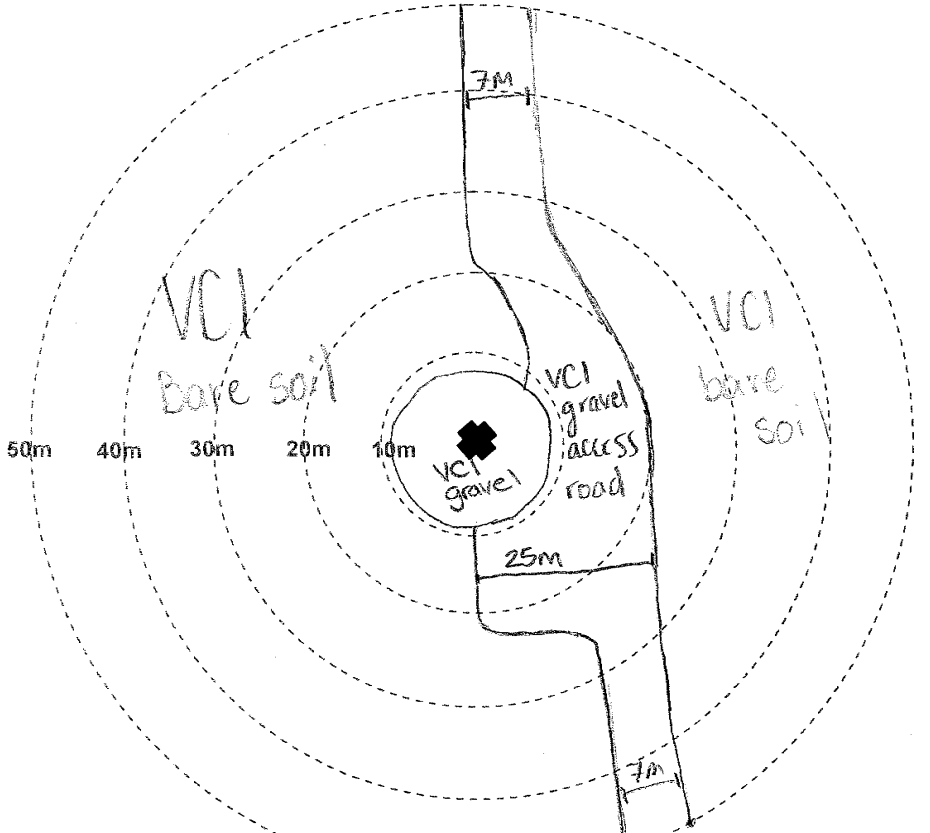 7M
VCI
Bare soil
VCI
bare
soil
VCI
gravel
access
road
50m 40m 30m 20m 10m
VCI
gravel
25m
7M